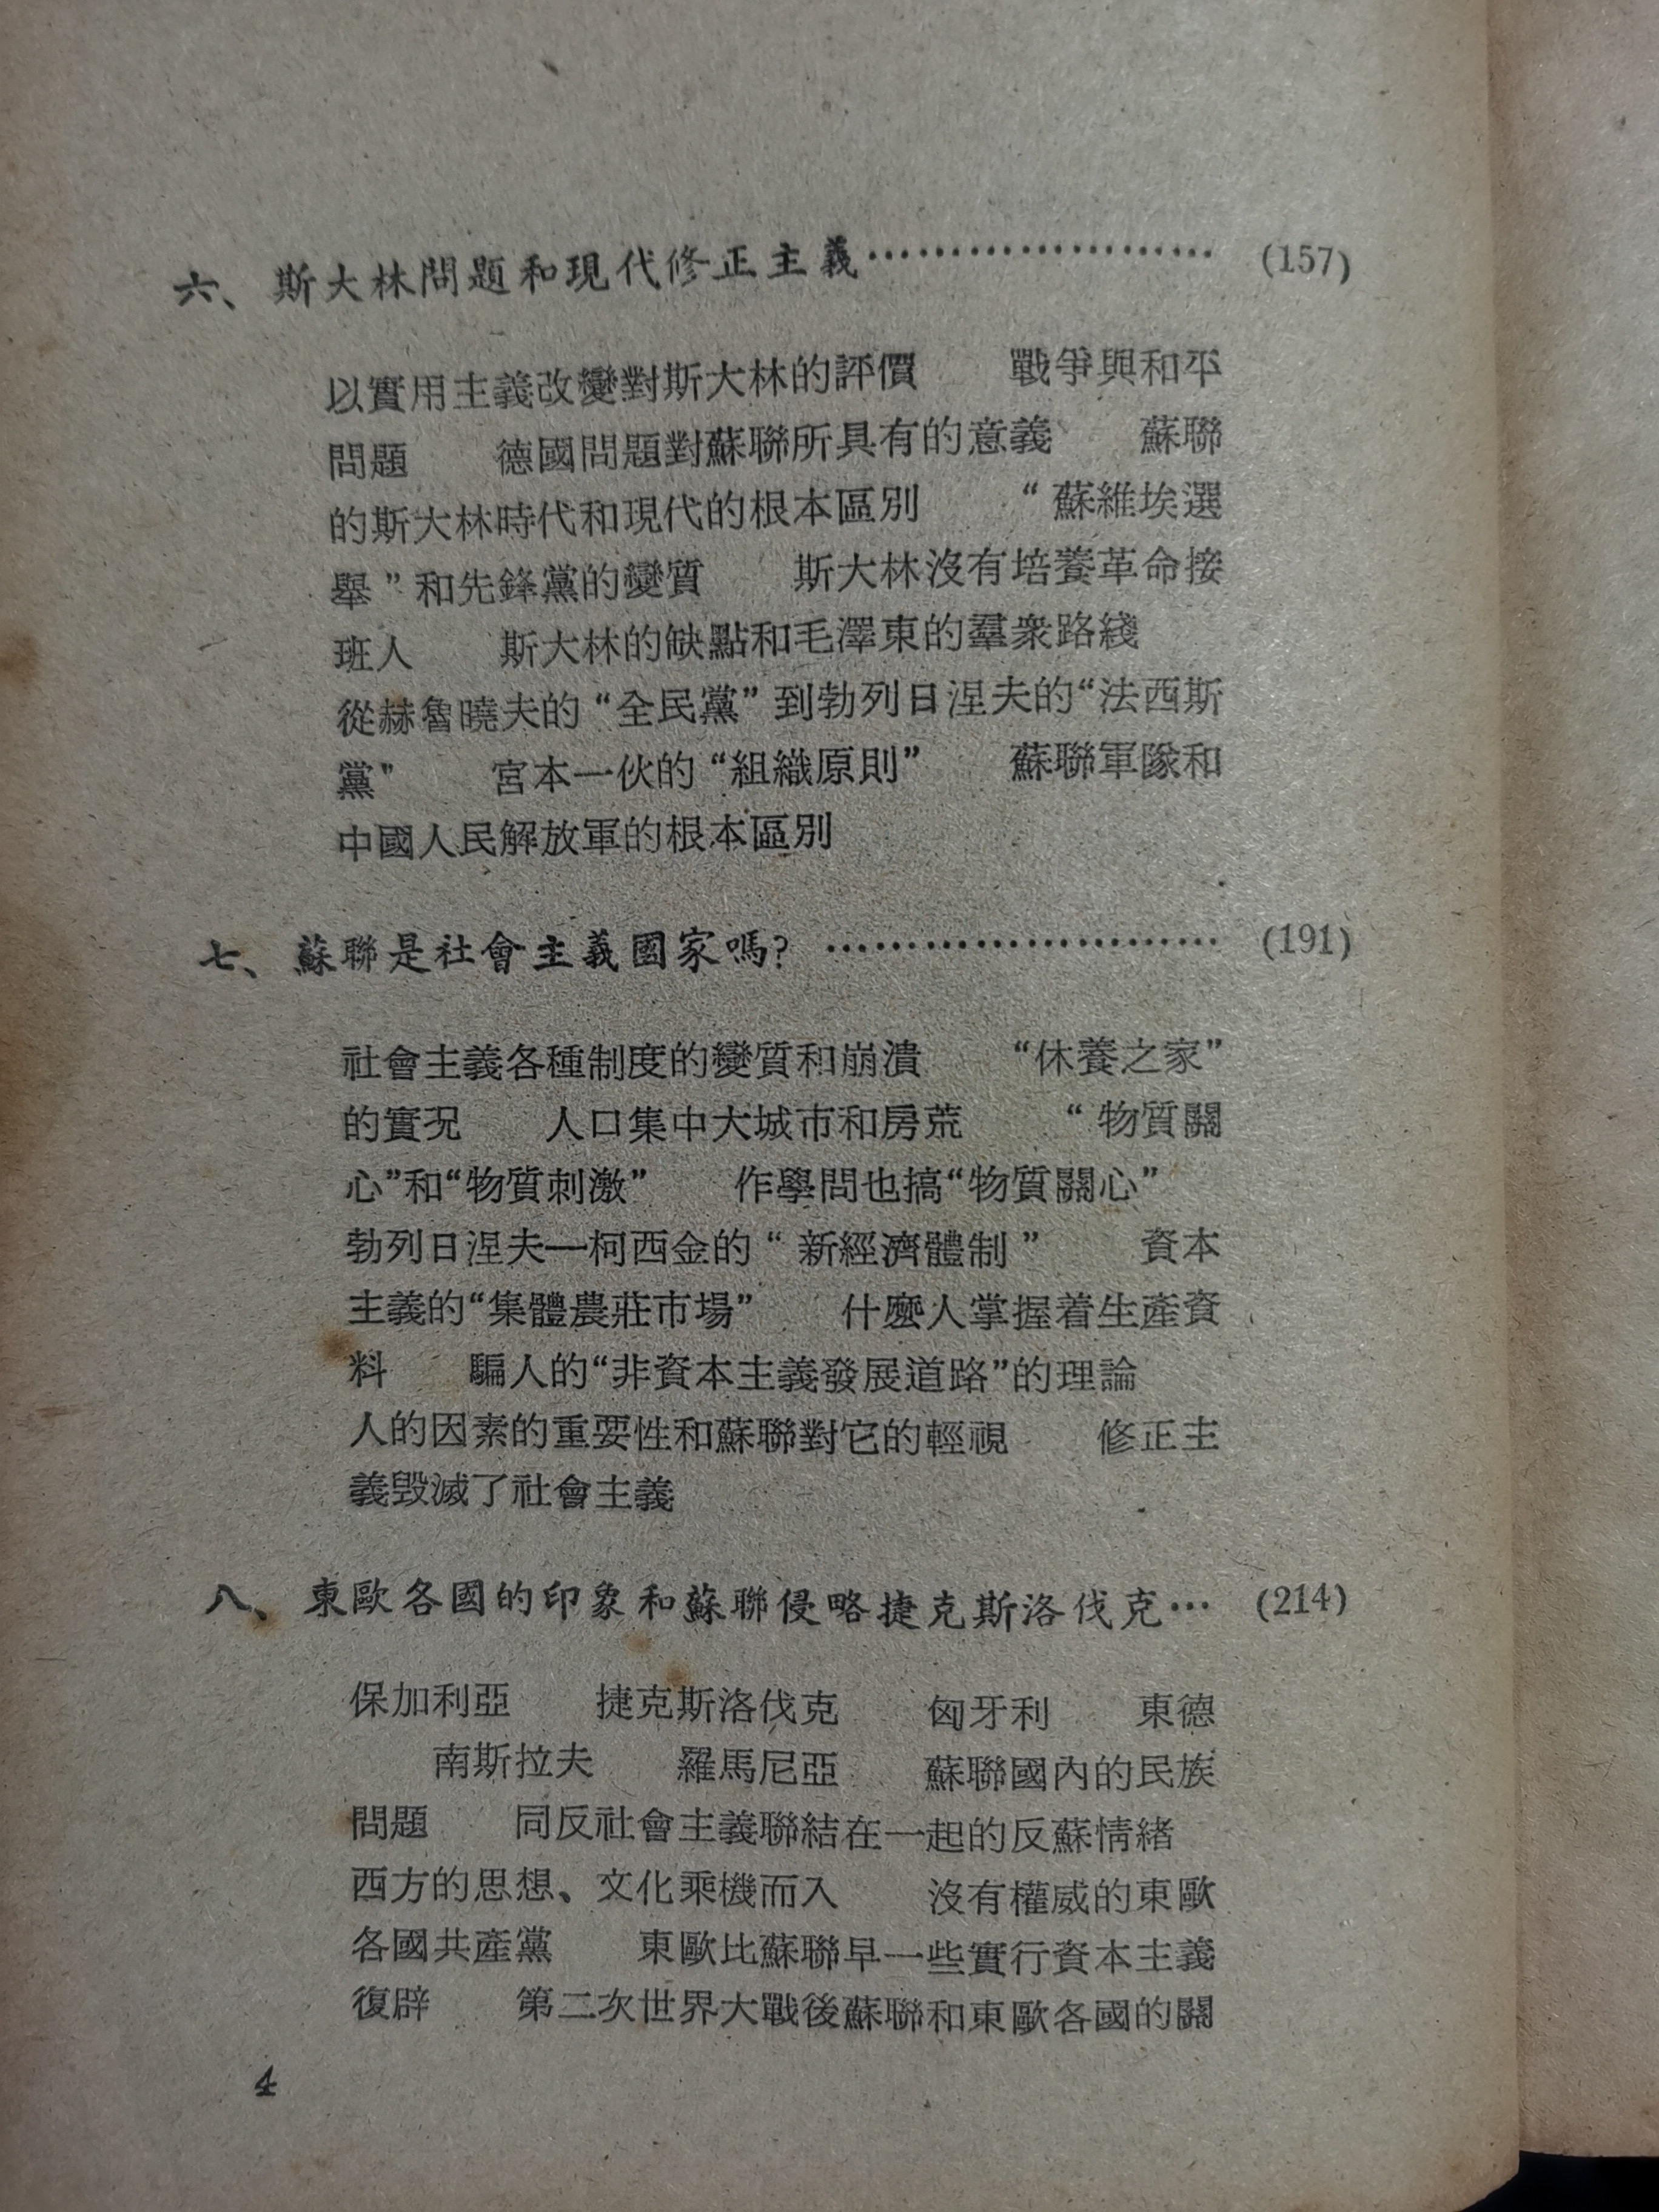 六、斯大林問題和現代修正主義…………………… (157)
以實用主義改變對斯大林的評價　　戰爭與和平
問題　　德國問題對蘇聯所具有的意義　　蘇聯
的斯大林時代和現代的根本區別　　“蘇維埃選
舉”和先鋒黨的變質　　斯大林沒有培養革命接
班人　　斯大林的缺點和毛澤東的羣衆路綫
從赫魯曉夫的“全民黨”到勃列日涅夫的“法西斯
黨”　　宮本一伙的“組織原則”　　蘇聯軍隊和
中國人民解放軍的根本區別
七、蘇聯是社會主義國家嗎？…………………… (191)
社會主義各種制度的變質和崩潰　　“休養之家”
的實況　　人口集中大城市和房荒　　“物質關
心”和“物質刺激”　　作學問也搞“物質關心”
勃列日涅夫—柯西金的“新經濟體制”　　資本
主義的“集體農莊市場”　　什麼人掌握着生產資
料　　騙人的“非資本主義發展道路”的理論
人的因素的重要性和蘇聯對它的輕視　　修正主
義毀滅了社會主義
八、東歐各國的印象和蘇聯侵略捷克斯洛伐克… (214)
保加利亞　　捷克斯洛伐克　　匈牙利　　東德
　　南斯拉夫　　羅馬尼亞　　蘇聯國內的民族
問題　　同反社會主義聯結在一起的反蘇情緒
西方的思想、文化乘機而入　　沒有權威的東歐
各國共產黨　　東歐比蘇聯早一些實行資本主義
復辟　　第二次世界大戰後蘇聯和東歐各國的關
4